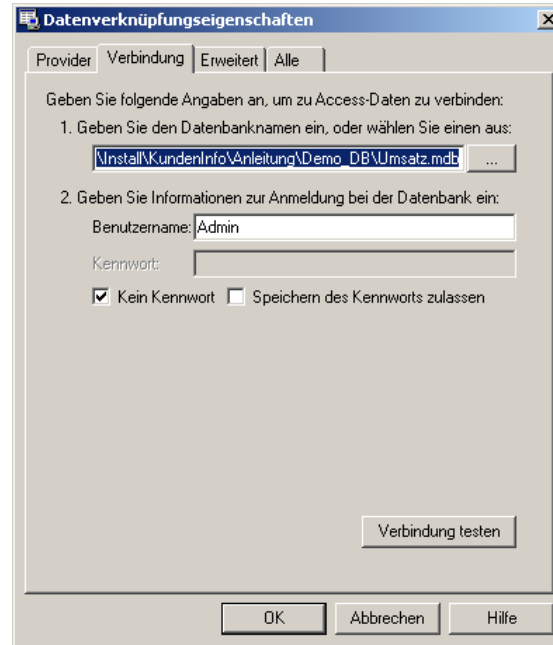 Datenverknüpfungseigenschaften
Provider Verbindung Erweitert Alle
Geben Sie folgende Angaben an, um zu Access-Daten zu verbinden:
1. Geben Sie den Datenbanknamen ein, oder wählen Sie einen aus:
\Install\KundenInfo\Anleitung\Demo_DB\Umsatz.mdb ...
2. Geben Sie Informationen zur Anmeldung bei der Datenbank ein:
Benutzername: Admin
Kennwort:
Kein Kennwort Speichern des Kennworts zulassen
Verbindung testen
OK Abbrechen Hilfe